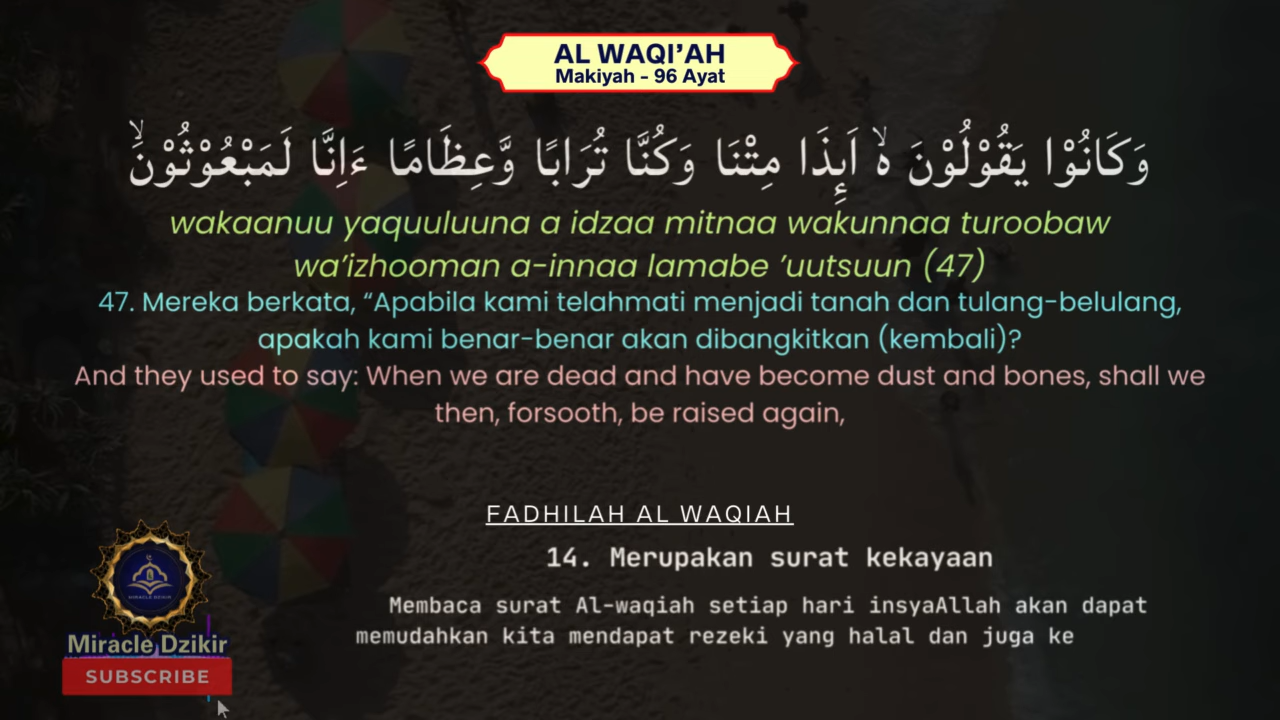 AL WAQI’AH
Makiyah - 96 Ayat
وَكَانُوْا يَقُوْلُوْنَ ەۙ اَىِٕذَا مِتْنَا وَكُنَّا تُرَابًا وَّعِظَامًا ءَاِنَّا لَمَبْعُوْثُوْنَۙ
wakaanuu yaquuluuna a idzaa mitnaa wakunnaa turoobaw
wa’izhooman a-innaa lamabe ’uutsuun (47)
47. Mereka berkata, “Apabila kami telahmati menjadi tanah dan tulang-belulang,
apakah kami benar-benar akan dibangkitkan (kembali)?
And they used to say: When we are dead and have become dust and bones, shall we
then, forsooth, be raised again,
FADHILAH AL WAQIAH
14. Merupakan surat kekayaan
Membaca surat Al-waqiah setiap hari insyaAllah akan dapat
memudahkan kita mendapat rezeki yang halal dan juga ke
MIRACLE DZIKIR
Miracle Dzikir
SUBSCRIBE